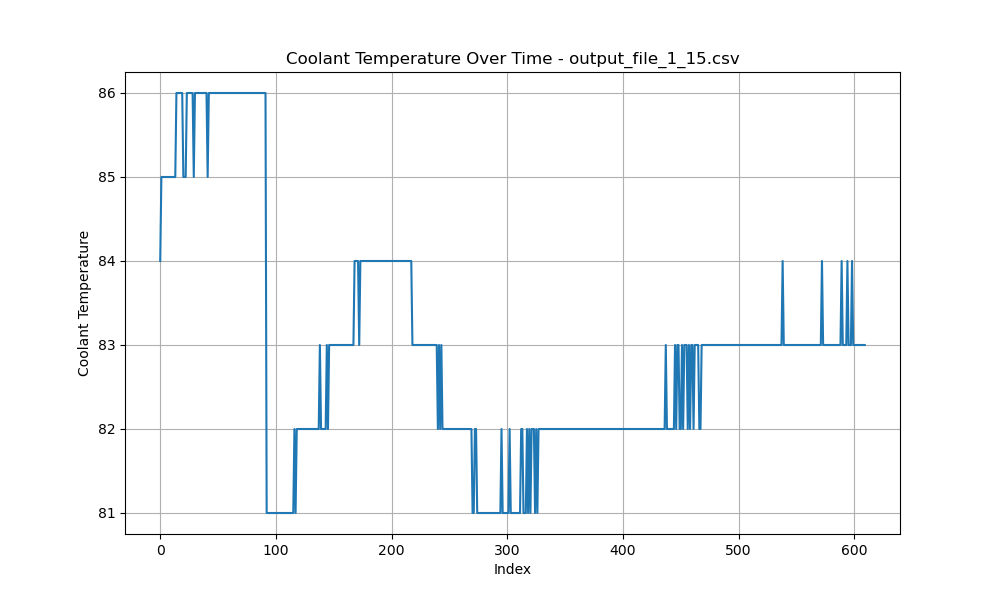 Coolant Temperature Over Time - output_file_1_15.csv
Coolant Temperature
86
85
84
83
82
81
0 100 200 300 400 500 600
Index